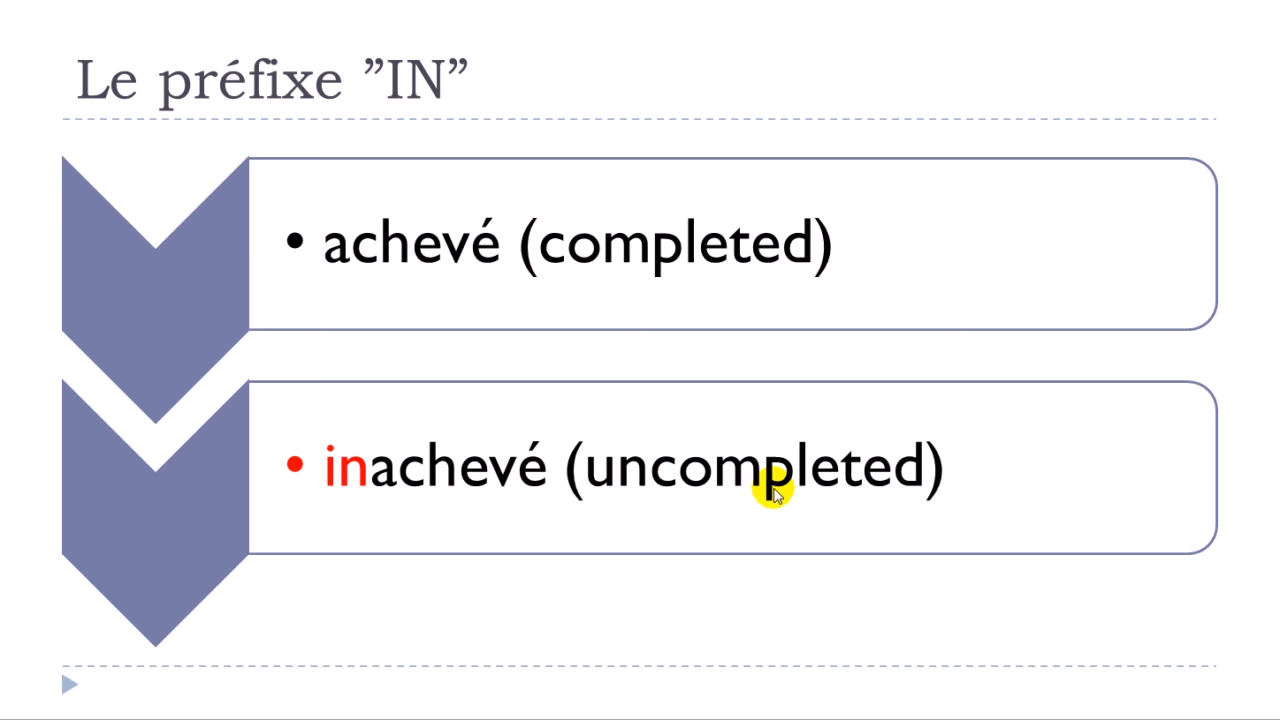 Le préfixe ”IN”
• achevé (completed)
• inachevé (uncompleted)